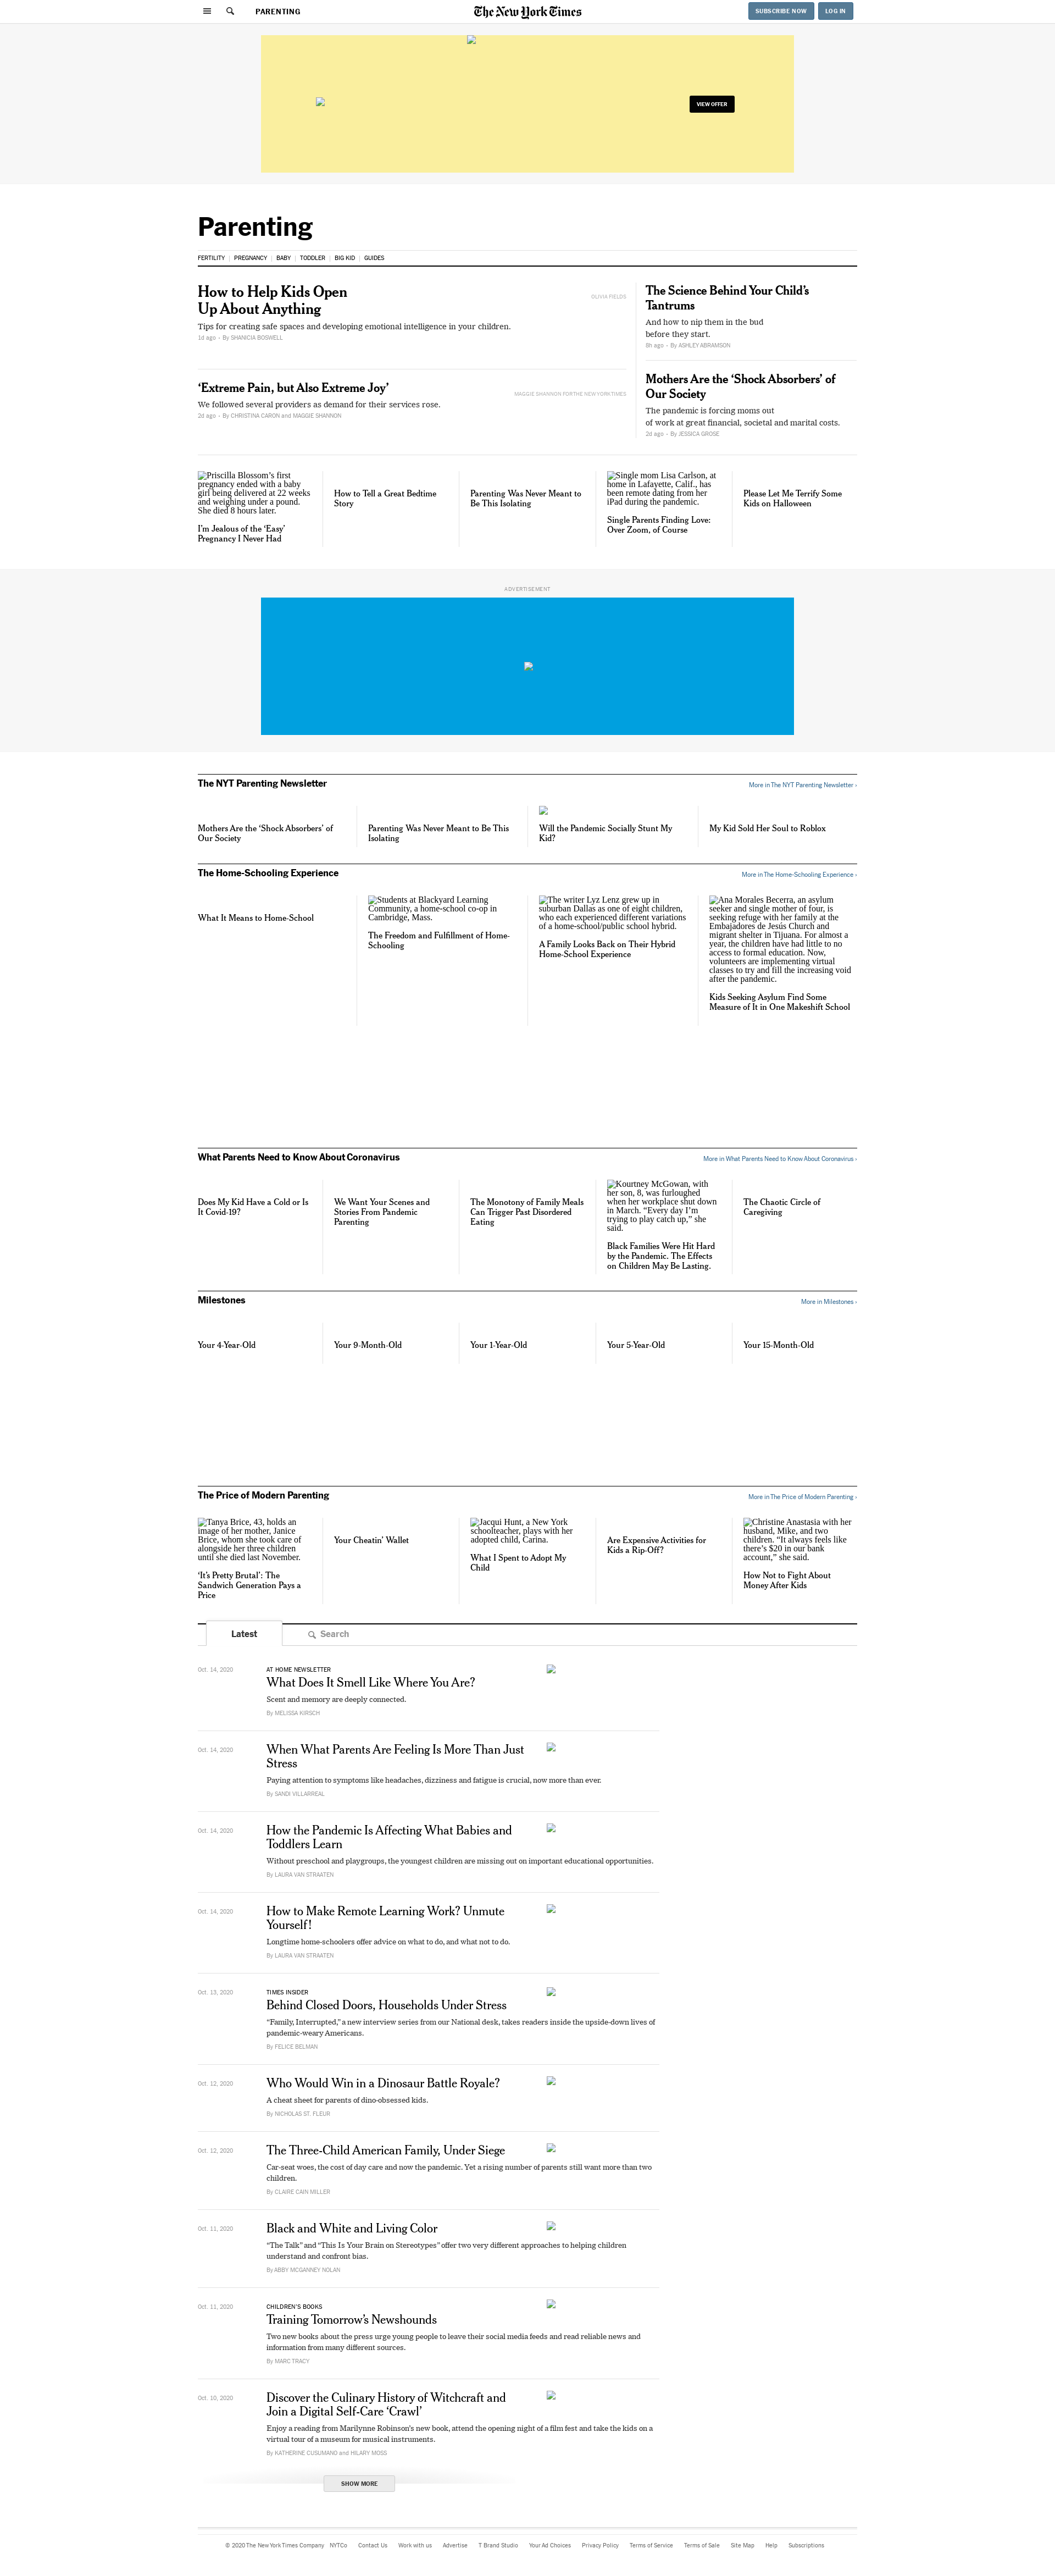 PARENTING
The New York Times
SUBSCRIBE NOW
LOG IN
VIEW OFFER
Parenting
FERTILITY
PREGNANCY
BABY
TODDLER
BIG KID
GUIDES
How to Help Kids Open
Up About Anything
Tips for creating safe spaces and developing emotional intelligence in your children.
1d ago – By SHANICIA BOSWELL
OLIVIA FIELDS
‘Extreme Pain, but Also Extreme Joy’
We followed several providers as demand for their services rose.
2d ago – By CHRISTINA CARON and MAGGIE SHANNON
MAGGIE SHANNON FOR THE NEW YORK TIMES
The Science Behind Your Child’s
Tantrums
And how to nip them in the bud
before they start.
8h ago – By ASHLEY ABRAMSON
Mothers Are the ‘Shock Absorbers’ of
Our Society
The pandemic is forcing moms out
of work at great financial, societal and marital costs.
2d ago – By JESSICA GROSE
Priscilla Blossom’s first
pregnancy ended with a baby
girl being delivered at 22 weeks
and weighing under a pound.
She died 8 hours later.
I’m Jealous of the ‘Easy’
Pregnancy I Never Had
How to Tell a Great Bedtime
Story
Parenting Was Never Meant to
Be This Isolating
Single mom Lisa Carlson, at
home in Lafayette, Calif., has
been remote dating from her
iPad during the pandemic.
Single Parents Finding Love:
Over Zoom, of Course
Please Let Me Terrify Some
Kids on Halloween
ADVERTISEMENT
The NYT Parenting Newsletter
More in The NYT Parenting Newsletter ›
Mothers Are the ‘Shock Absorbers’ of
Our Society
Parenting Was Never Meant to Be This
Isolating
Will the Pandemic Socially Stunt My
Kid?
My Kid Sold Her Soul to Roblox
The Home-Schooling Experience
More in The Home-Schooling Experience ›
What It Means to Home-School
Students at Blackyard Learning
Community, a home-school co-op in
Cambridge, Mass.
The Freedom and Fulfillment of Home-
Schooling
The writer Lyz Lenz grew up in
suburban Dallas as one of eight children,
who each experienced different variations
of a home-school/public school hybrid.
A Family Looks Back on Their Hybrid
Home-School Experience
Ana Morales Becerra, an asylum
seeker and single mother of four, is
seeking refuge with her family at the
Embajadores de Jesús Church and
migrant shelter in Tijuana. For almost a
year, the children have had little to no
access to formal education. Now,
volunteers are implementing virtual
classes to try and fill the increasing void
after the pandemic.
Kids Seeking Asylum Find Some
Measure of It in One Makeshift School
What Parents Need to Know About Coronavirus
More in What Parents Need to Know About Coronavirus ›
Does My Kid Have a Cold or Is
It Covid-19?
We Want Your Scenes and
Stories From Pandemic
Parenting
The Monotony of Family Meals
Can Trigger Past Disordered
Eating
Kourtney McGowan, with
her son, 8, was furloughed
when her workplace shut down
in March. “Every day I’m
trying to play catch up,” she
said.
Black Families Were Hit Hard
by the Pandemic. The Effects
on Children May Be Lasting.
The Chaotic Circle of
Caregiving
Milestones
More in Milestones ›
Your 4-Year-Old
Your 9-Month-Old
Your 1-Year-Old
Your 5-Year-Old
Your 15-Month-Old
The Price of Modern Parenting
More in The Price of Modern Parenting ›
Tanya Brice, 43, holds an
image of her mother, Janice
Brice, whom she took care of
alongside her three children
until she died last November.
‘It’s Pretty Brutal’: The
Sandwich Generation Pays a
Price
Your Cheatin’ Wallet
Jacqui Hunt, a New York
schoolteacher, plays with her
adopted child, Carina.
What I Spent to Adopt My
Child
Are Expensive Activities for
Kids a Rip-Off?
Christine Anastasia with her
husband, Mike, and two
children. “It always feels like
there’s $20 in our bank
account,” she said.
How Not to Fight About
Money After Kids
Latest
Search
Oct. 14, 2020
AT HOME NEWSLETTER
What Does It Smell Like Where You Are?
Scent and memory are deeply connected.
By MELISSA KIRSCH
Oct. 14, 2020
When What Parents Are Feeling Is More Than Just
Stress
Paying attention to symptoms like headaches, dizziness and fatigue is crucial, now more than ever.
By SANDI VILLARREAL
Oct. 14, 2020
How the Pandemic Is Affecting What Babies and
Toddlers Learn
Without preschool and playgroups, the youngest children are missing out on important educational opportunities.
By LAURA VAN STRAATEN
Oct. 14, 2020
How to Make Remote Learning Work? Unmute
Yourself!
Longtime home-schoolers offer advice on what to do, and what not to do.
By LAURA VAN STRAATEN
Oct. 13, 2020
TIMES INSIDER
Behind Closed Doors, Households Under Stress
“Family, Interrupted,” a new interview series from our National desk, takes readers inside the upside-down lives of
pandemic-weary Americans.
By FELICE BELMAN
Oct. 12, 2020
Who Would Win in a Dinosaur Battle Royale?
A cheat sheet for parents of dino-obsessed kids.
By NICHOLAS ST. FLEUR
Oct. 12, 2020
The Three-Child American Family, Under Siege
Car-seat woes, the cost of day care and now the pandemic. Yet a rising number of parents still want more than two
children.
By CLAIRE CAIN MILLER
Oct. 11, 2020
Black and White and Living Color
“The Talk” and “This Is Your Brain on Stereotypes” offer two very different approaches to helping children
understand and confront bias.
By ABBY MCGANNEY NOLAN
Oct. 11, 2020
CHILDREN’S BOOKS
Training Tomorrow’s Newshounds
Two new books about the press urge young people to leave their social media feeds and read reliable news and
information from many different sources.
By MARC TRACY
Oct. 10, 2020
Discover the Culinary History of Witchcraft and
Join a Digital Self-Care ‘Crawl’
Enjoy a reading from Marilynne Robinson’s new book, attend the opening night of a film fest and take the kids on a
virtual tour of a museum for musical instruments.
By KATHERINE CUSUMANO and HILARY MOSS
SHOW MORE
© 2020 The New York Times Company
NYTCo
Contact Us
Work with us
Advertise
T Brand Studio
Your Ad Choices
Privacy Policy
Terms of Service
Terms of Sale
Site Map
Help
Subscriptions